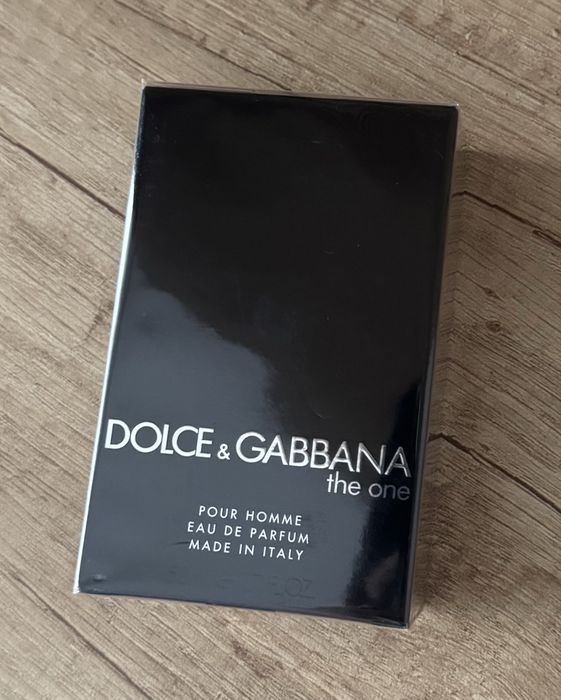 DOLCE & GABBANA
the one
POUR HOMME
EAU DE PARFUM
MADE IN ITALY